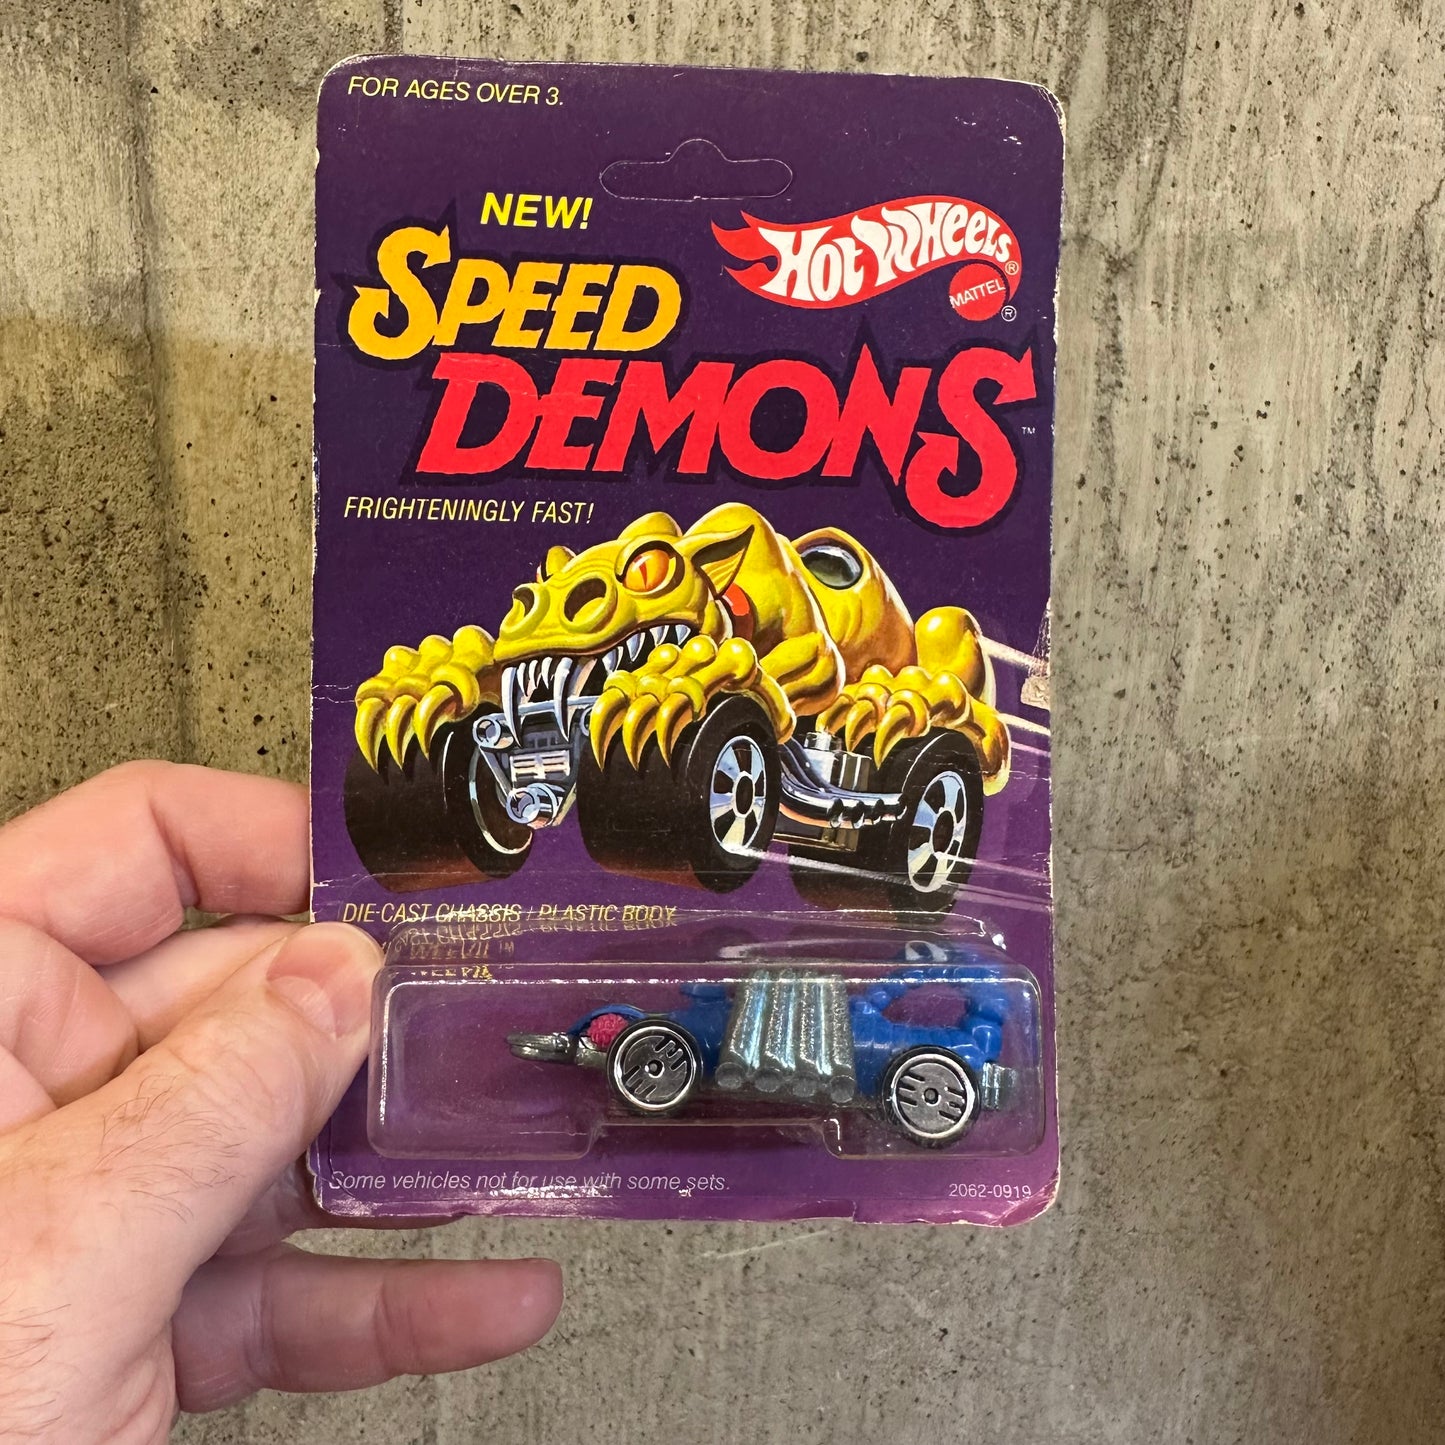 FOR AGES OVER 3.
NEW!
SPEED
DEMONS™
HOT WHEELS®
MATTEL®
FRIGHTENINGLY FAST!
DIE-CAST CHASSIS / PLASTIC BODY
Some vehicles not for use with some sets.
2062-0919